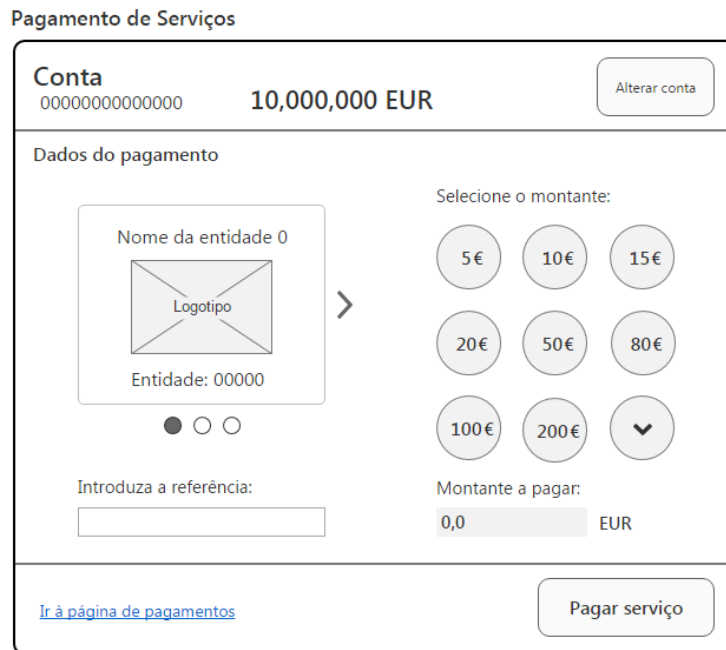 Pagamento de Serviços
Conta
00000000000000
10,000,000 EUR
Alterar conta
Dados do pagamento
Nome da entidade 0
Logotipo
Entidade: 00000
Introduza a referência:
Selecione o montante:
5€ 10€ 15€
20€ 50€ 80€
100€ 200€
Montante a pagar:
0,0 EUR
Ir à página de pagamentos
Pagar serviço